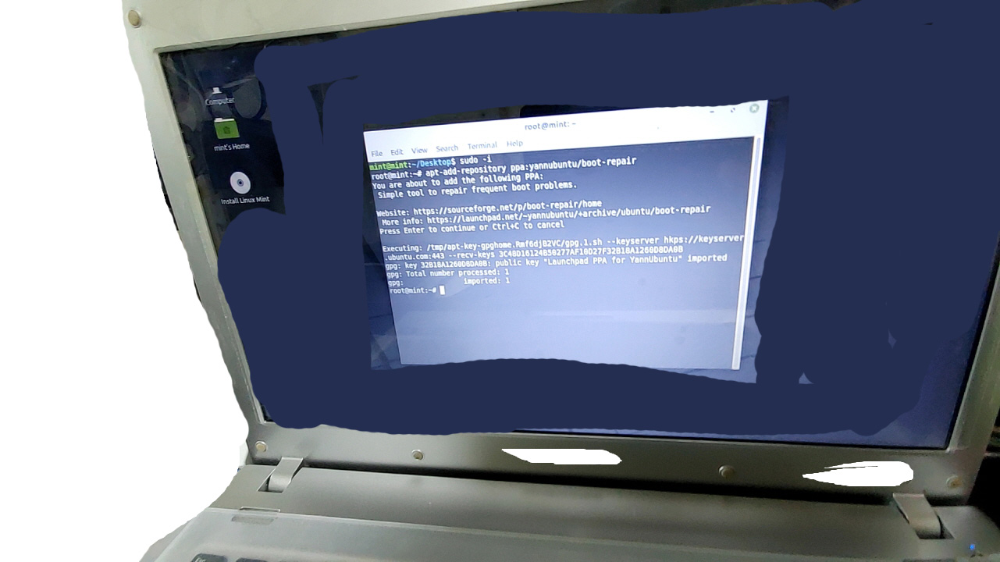 Computer
mint's Home
Install Linux Mint
root@mint: ~
File Edit View Search Terminal Help
mint@mint:~/Desktop$ sudo -i
root@mint:~# apt-add-repository ppa:yannubuntu/boot-repair
You are about to add the following PPA:
Simple tool to repair frequent boot problems.
Website: https://sourceforge.net/p/boot-repair/home
More info: https://launchpad.net/~yannubuntu/+archive/ubuntu/boot-repair
Press Enter to continue or Ctrl+C to cancel
Executing: /tmp/apt-key-gpghome.Rmf6djB2VC/gpg.1.sh --keyserver hkps://keyserver
.ubuntu.com:443 --recv-keys 3C48D16124B50277AF10D27F32B18A1260D8DA0B
gpg: key 32B18A1260D8DA0B: public key "Launchpad PPA for YannUbuntu" imported
gpg: Total number processed: 1
gpg: imported: 1
root@mint:~#